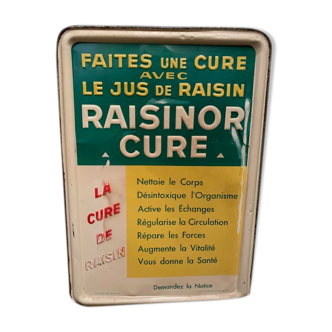 FAITES UNE CURE
AVEC
LE JUS DE RAISIN
RAISINOR
CURE
LA
CURE
DE
RAISIN
Nettoie le Corps
Désintoxique l'Organisme
Active les Échanges
Régularise la Circulation
Répare les Forces
Augmente la Vitalité
Vous donne la Santé
Demandez la Notice